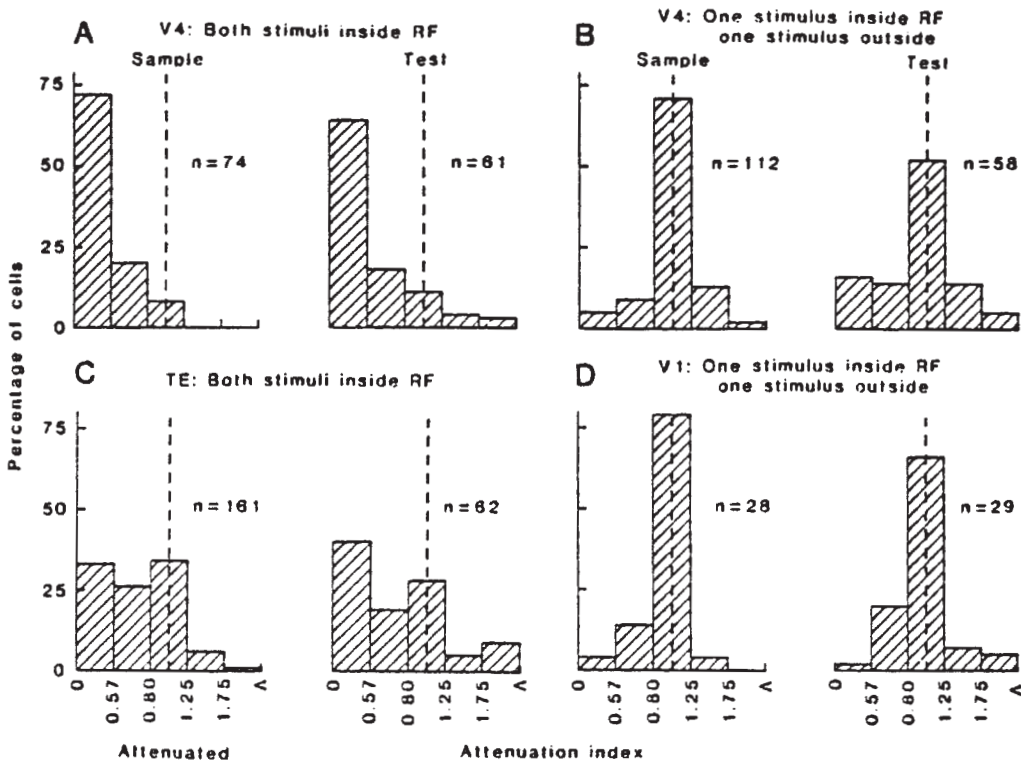 A V4: Both stimuli inside RF
Sample Test
75
50
25
0
n=74 n=61
B V4: One stimulus inside RF
one stimulus outside
Sample Test
n=112 n=58
Percentage of cells
C TE: Both stimuli inside RF
75
50
25
0
n=161 n=62
0 0.57 0.80 1.25 1.75 >
0 0.57 0.80 1.25 1.75 >
D V1: One stimulus inside RF
one stimulus outside
n=28 n=29
0 0.57 0.80 1.25 1.75 >
0 0.57 0.80 1.25 1.75 >
Attenuated Attenuation index